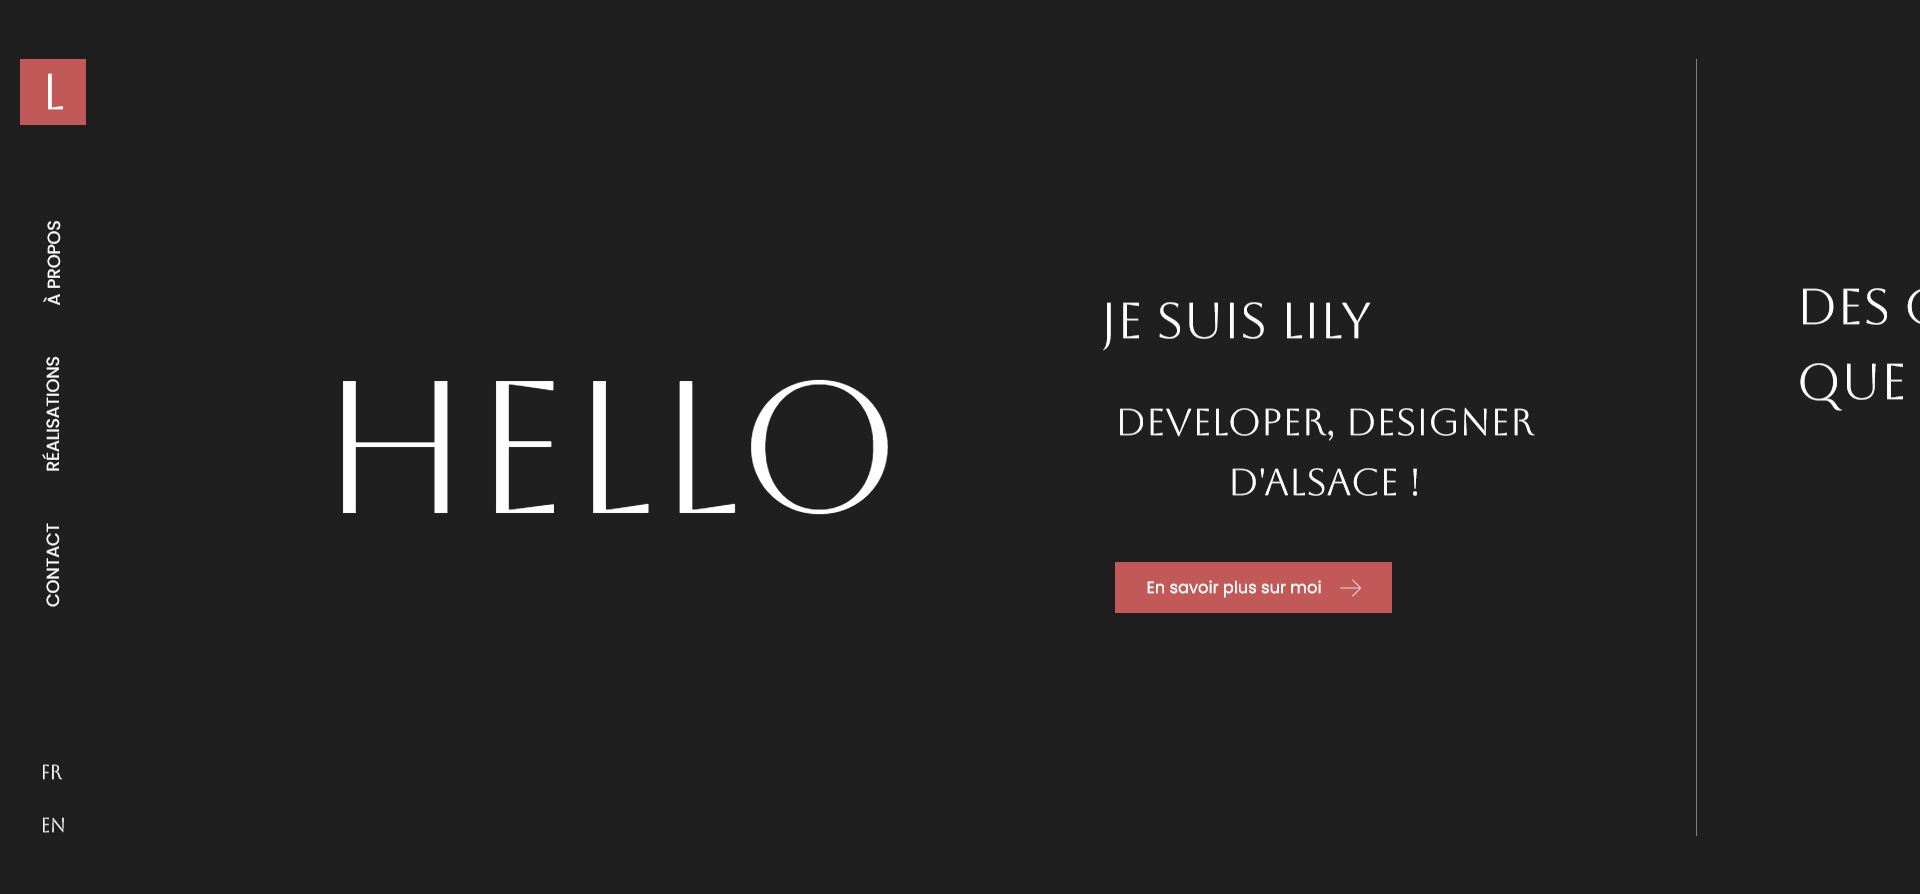 L
À PROPOS
RÉALISATIONS
CONTACT
FR
EN
HELLO
JE SUIS LILY
DEVELOPER, DESIGNER
D'ALSACE !
En savoir plus sur moi
DES
QUE